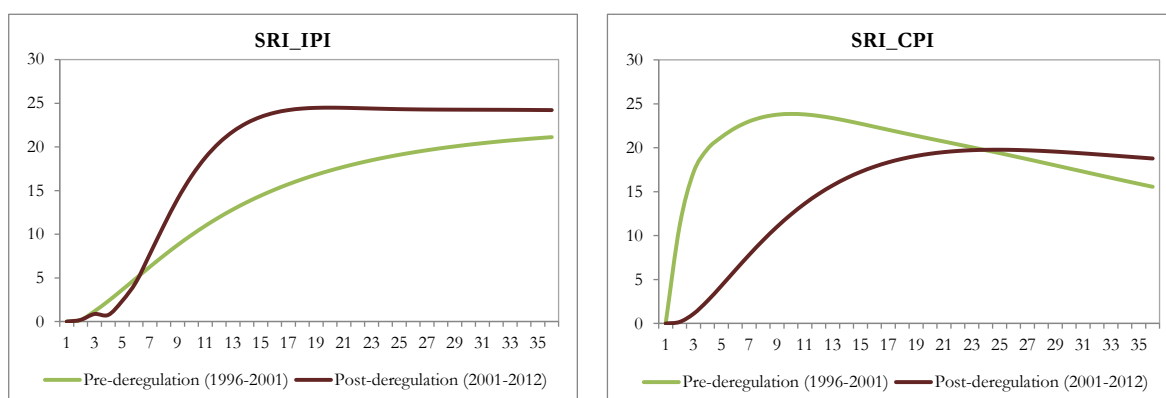 SRI_IPI
30
25
20
15
10
5
0
1 3 5 7 9 11 13 15 17 19 21 23 25 27 29 31 33 35
Pre-deregulation (1996-2001) Post-deregulation (2001-2012)
SRI_CPI
30
25
20
15
10
5
0
1 3 5 7 9 11 13 15 17 19 21 23 25 27 29 31 33 35
Pre-deregulation (1996-2001) Post-deregulation (2001-2012)